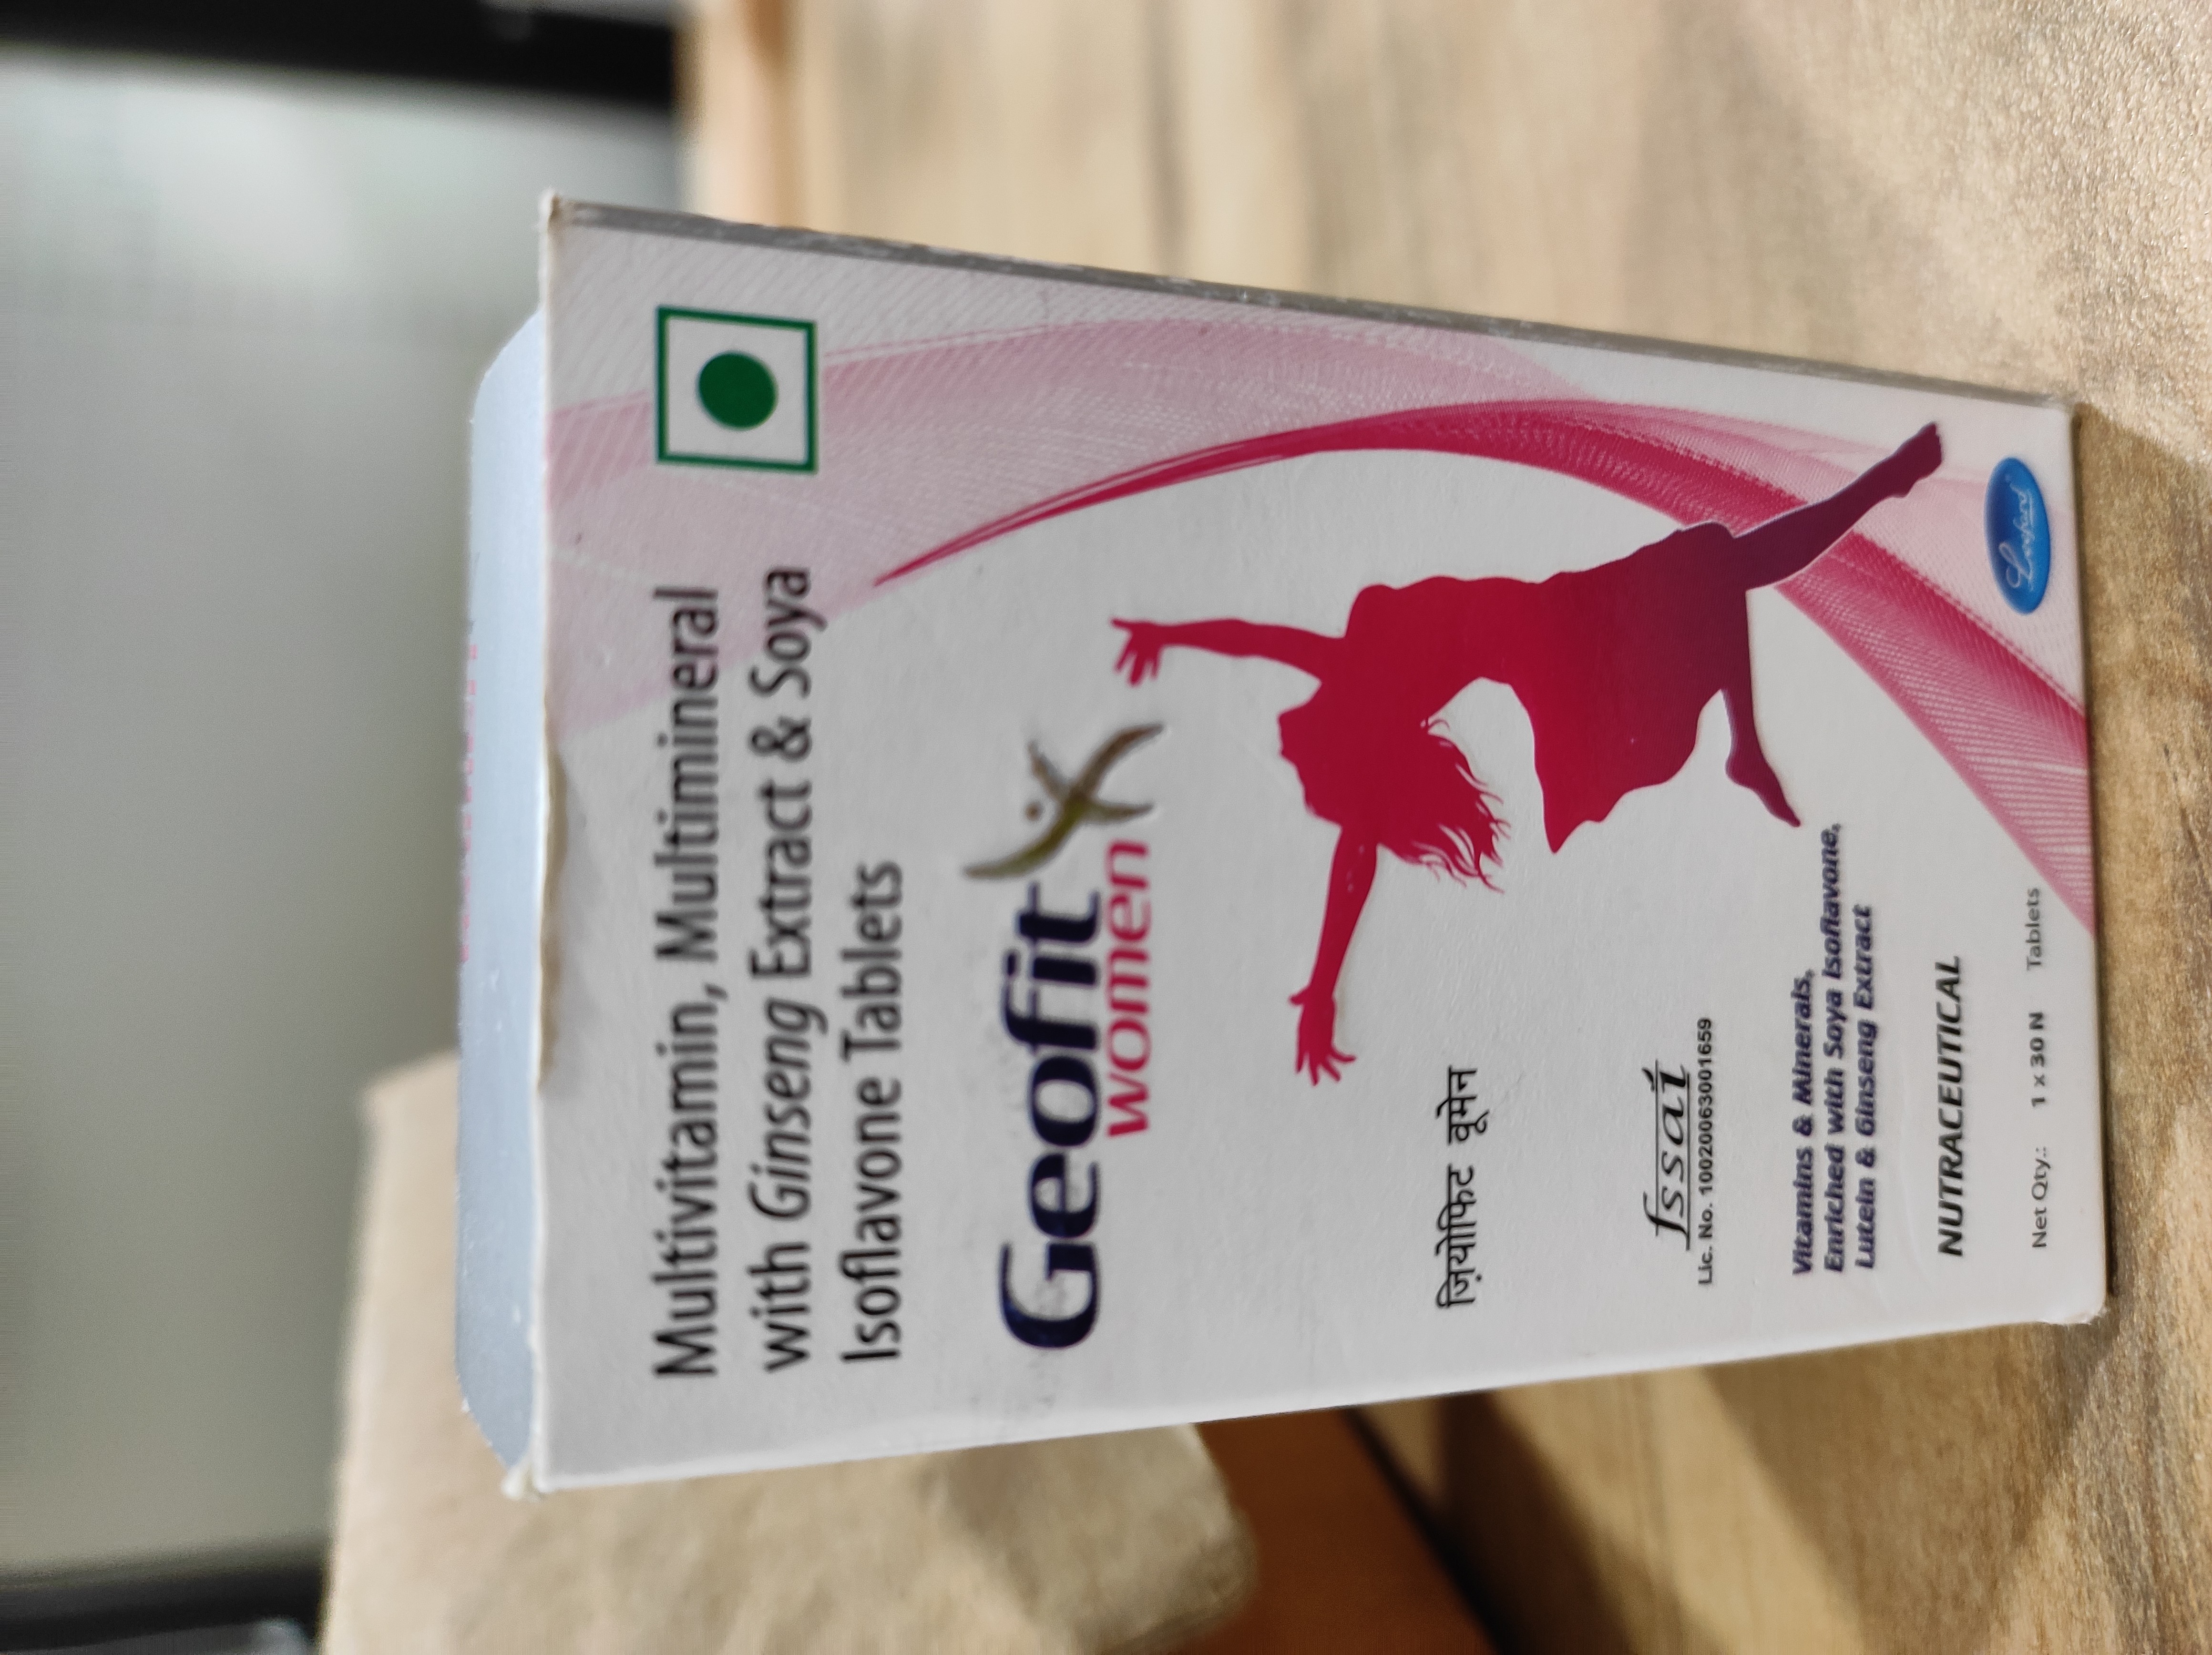 Multivitamin, Multimineral
with Ginseng Extract & Soya
Isoflavone Tablets
Geofit
women
ज़ियोफिट वूमेन
fssai
Lic. No. 10020063001659
Vitamins & Minerals,
Enriched with Soya Isoflavone,
Lutein & Ginseng Extract
NUTRACEUTICAL
Net Qty.: 1 x 30 N Tablets
Leeford